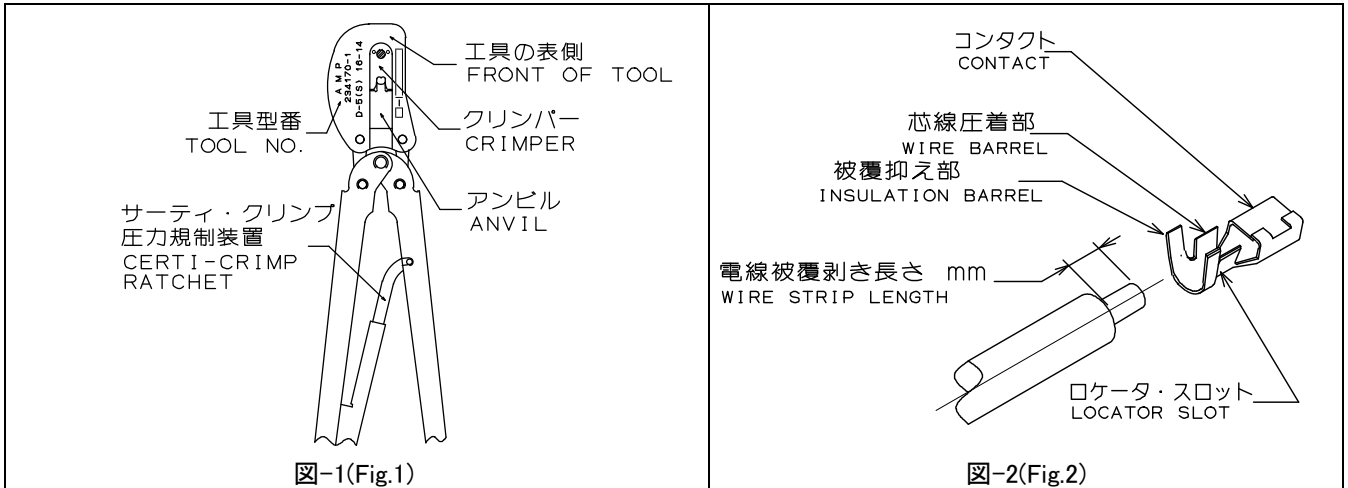 工具の表側
FRONT OF TOOL
A M P
234170-1
D-5(S) 16-14
工具型番
TOOL NO.
クリンパー
CRIMPER
アンビル
ANVIL
サーティ・クリンプ
圧力規制装置
CERTI-CRIMP
RATCHET
図-1(Fig.1)
コンタクト
CONTACT
芯線圧着部
WIRE BARREL
被覆抑え部
INSULATION BARREL
電線被覆剥き長さ mm
WIRE STRIP LENGTH
ロケータ・スロット
LOCATOR SLOT
図-2(Fig.2)